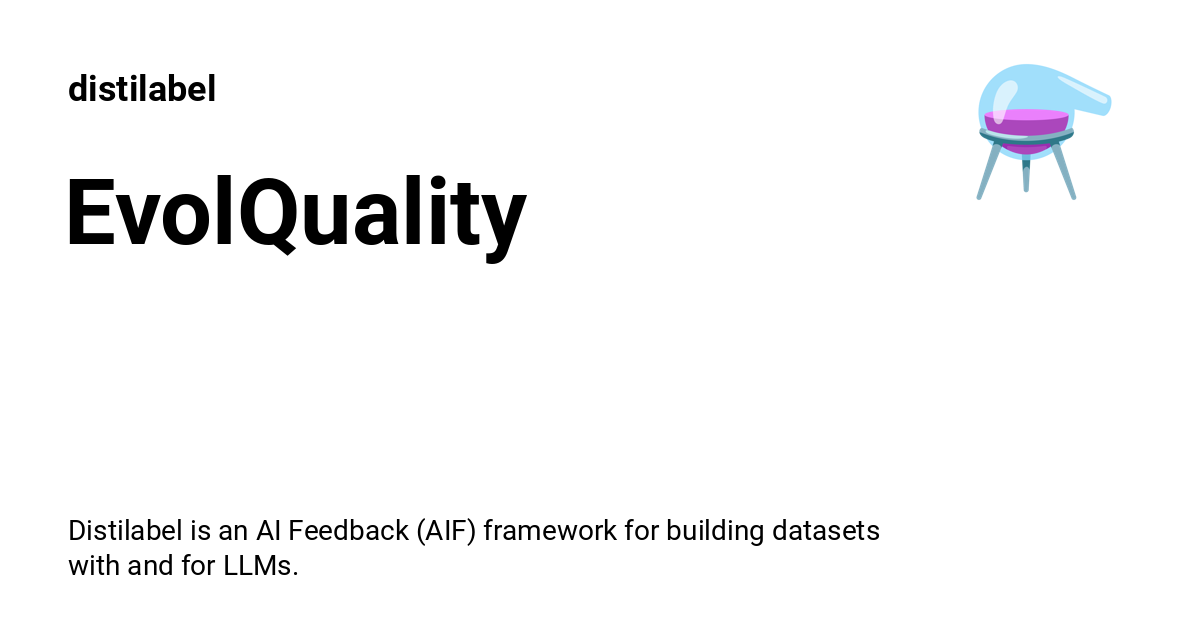 distilabel
EvolQuality
Distilabel is an AI Feedback (AIF) framework for building datasets
with and for LLMs.